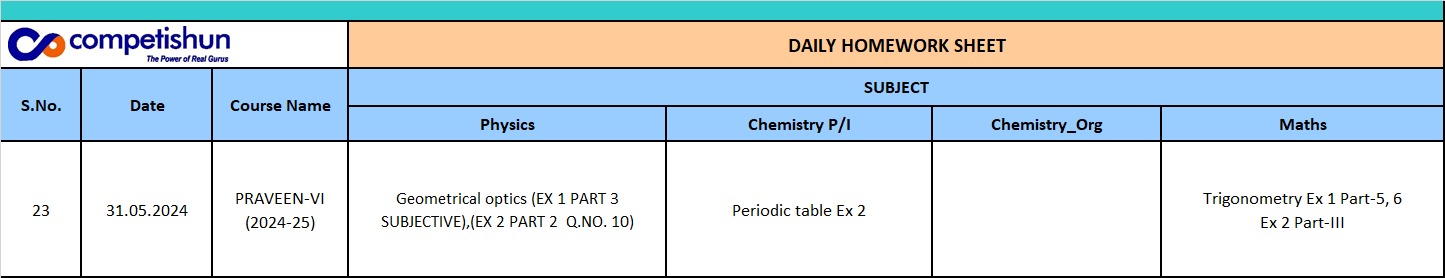 competishun
The Power of Real Gurus
DAILY HOMEWORK SHEET
S.No.
Date
Course Name
SUBJECT
Physics
Chemistry P/I
Chemistry_Org
Maths
23
31.05.2024
PRAVEEN-VI
(2024-25)
Geometrical optics (EX 1 PART 3
SUBJECTIVE),(EX 2 PART 2  Q.NO. 10)
Periodic table Ex 2
Trigonometry Ex 1 Part-5, 6
Ex 2 Part-III